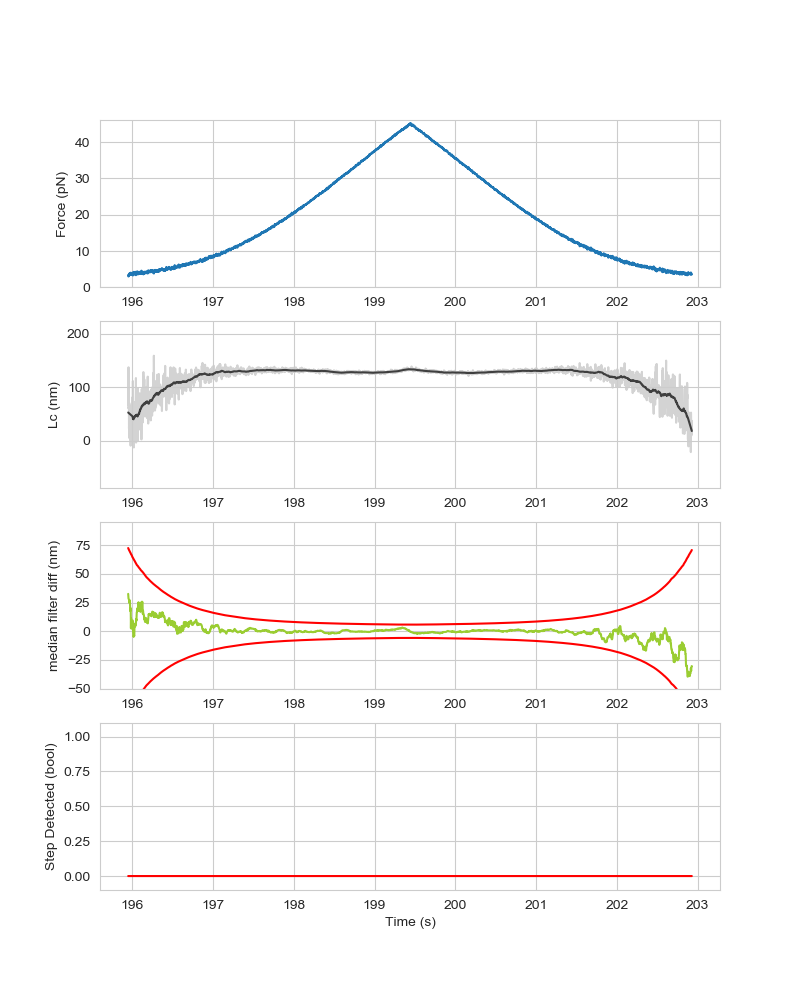 Force (pN)
40
30
20
10
0
196 197 198 199 200 201 202 203
Lc (nm)
200
100
0
196 197 198 199 200 201 202 203
median filter diff (nm)
75
50
25
0
−25
−50
196 197 198 199 200 201 202 203
Step Detected (bool)
1.00
0.75
0.50
0.25
0.00
196 197 198 199 200 201 202 203
Time (s)